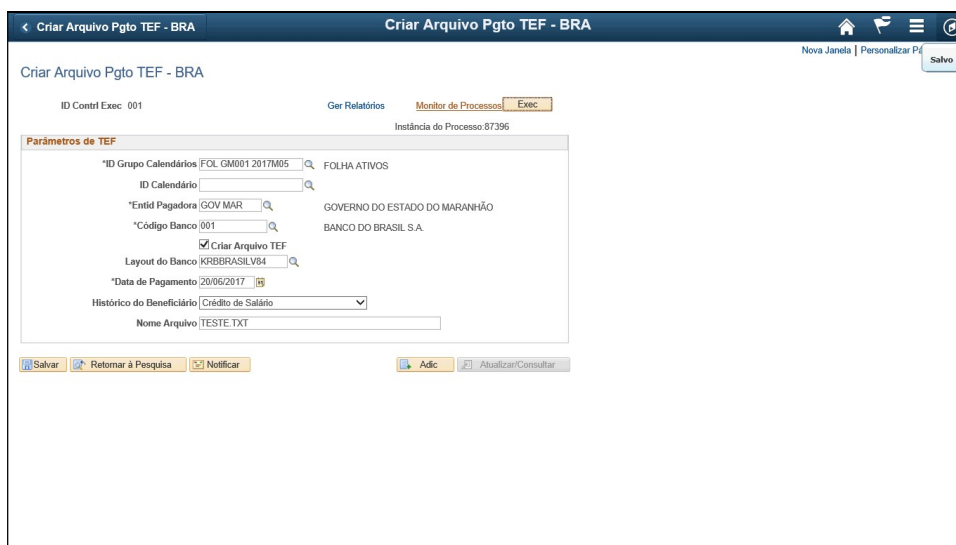 Criar Arquivo Pgto TEF - BRA
Criar Arquivo Pgto TEF - BRA
Nova Janela | Personalizar Pá
Salvo
Criar Arquivo Pgto TEF - BRA
ID Contrl Exec 001 Ger Relatórios Monitor de Processos Exec
Instância do Processo:87396
Parâmetros de TEF
*ID Grupo Calendários FOL GM001 2017M05 FOLHA ATIVOS
ID Calendário
*Entid Pagadora GOV MAR GOVERNO DO ESTADO DO MARANHÃO
*Código Banco 001 BANCO DO BRASIL S.A.
Criar Arquivo TEF
Layout do Banco KRBBRASILV84
*Data de Pagamento 20/06/2017
Histórico do Beneficiário Crédito de Salário
Nome Arquivo TESTE.TXT
Salvar Retornar à Pesquisa Notificar Adic Atualizar/Consultar